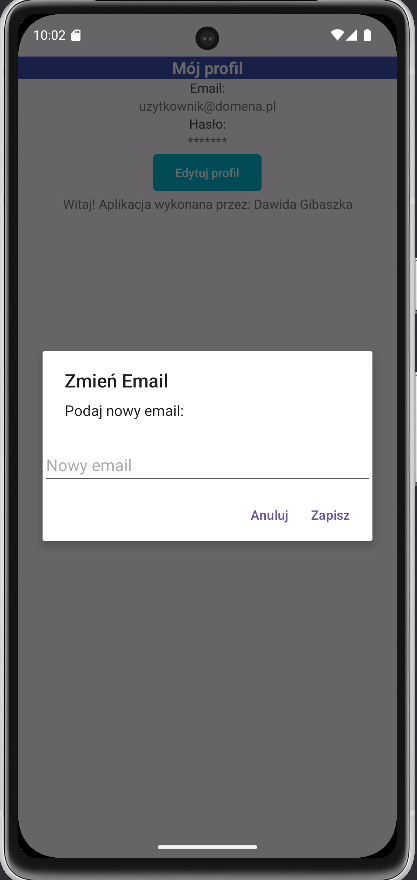 10:02
Mój profil
Email:
uzytkownik@domena.pl
Hasło:
*******
Edytuj profil
Witaj! Aplikacja wykonana przez: Dawida Gibaszka
Zmień Email
Podaj nowy email:
Nowy email
Anuluj Zapisz